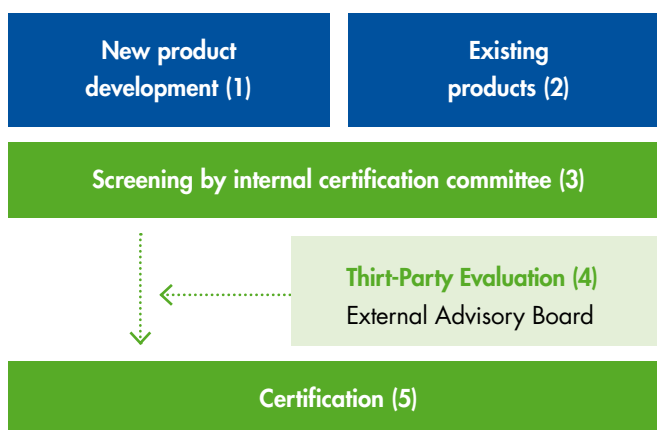 New product
development (1)
Existing
products (2)
Screening by internal certification committee (3)
Thirt-Party Evaluation (4)
External Advisory Board
Certification (5)